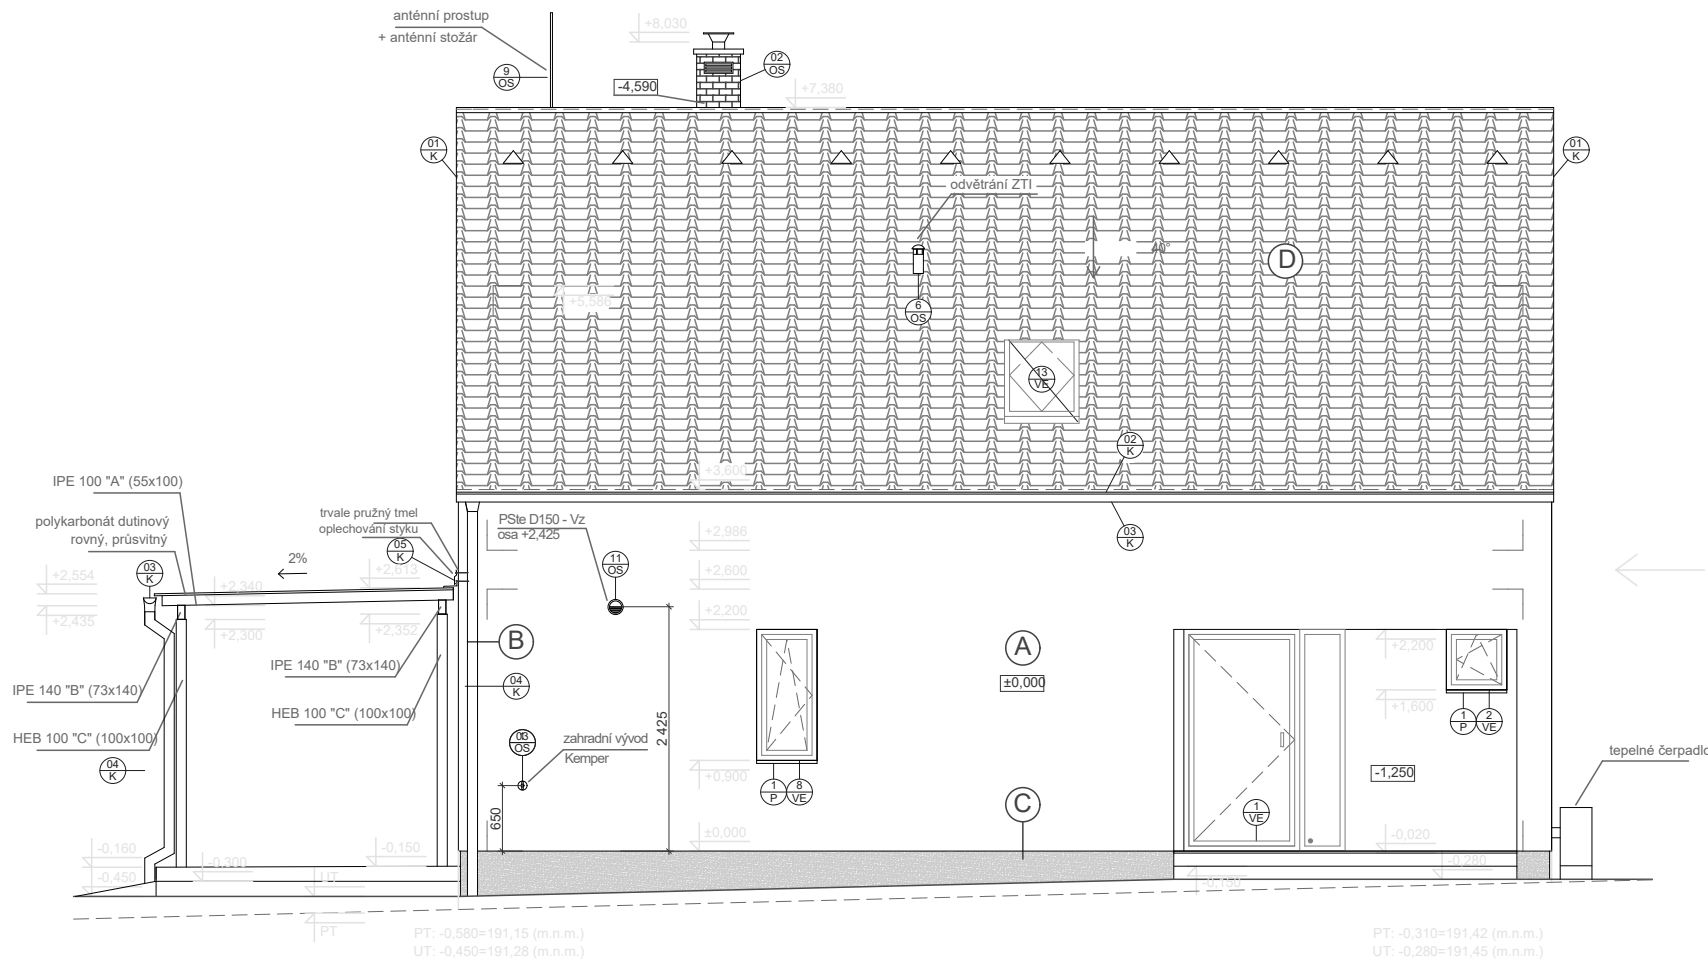 anténní prostup
+ anténní stožár
+8,030
9
OS
02
OS
-4,590
+7,380
01
K
01
K
odvětrání ZTI
40°
D
+5,586
6
OS
13
VE
02
K
+3,600
IPE 100 "A" (55x100)
polykarbonát dutinový
rovný, průsvitný
trvale pružný tmel
oplechování styku
PSte D150 - Vz
osa +2,425
03
K
05
K
03
K
11
OS
2%
+2,986
+2,554
+2,340
+2,613
+2,600
+2,435
+2,300
+2,352
+2,200
B
A
+2,200
±0,000
IPE 140 "B" (73x140)
IPE 140 "B" (73x140)
04
K
HEB 100 "C" (100x100)
+1,600
1
P
2
VE
2 425
HEB 100 "C" (100x100)
zahradní vývod
Kemper
03
OS
04
K
tepelné čerpadlo
+0,900
-1,250
1
P
8
VE
C
650
1
VE
±0,000
-0,020
-0,160
-0,300
-0,150
-0,280
-0,450
UT
-0,150
PT
PT: -0,580=191,15 (m.n.m.)
UT: -0,450=191,28 (m.n.m.)
PT: -0,310=191,42 (m.n.m.)
UT: -0,280=191,45 (m.n.m.)